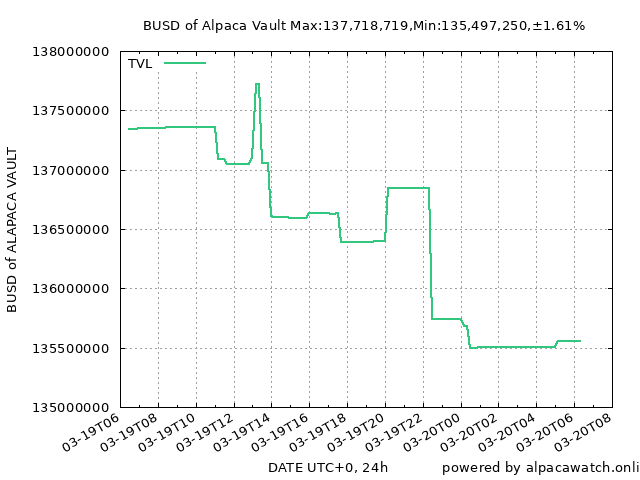 BUSD of Alpaca Vault Max:137,718,719,Min:135,497,250,±1.61%
138000000
TVL
137500000
137000000
136500000
136000000
135500000
135000000
BUSD of ALAPACA VAULT
03-19T06
03-19T08
03-19T10
03-19T12
03-19T14
03-19T16
03-19T18
03-19T20
03-19T22
03-20T00
03-20T02
03-20T04
03-20T06
03-20T08
DATE UTC+0, 24h
powered by alpacawatch.onli